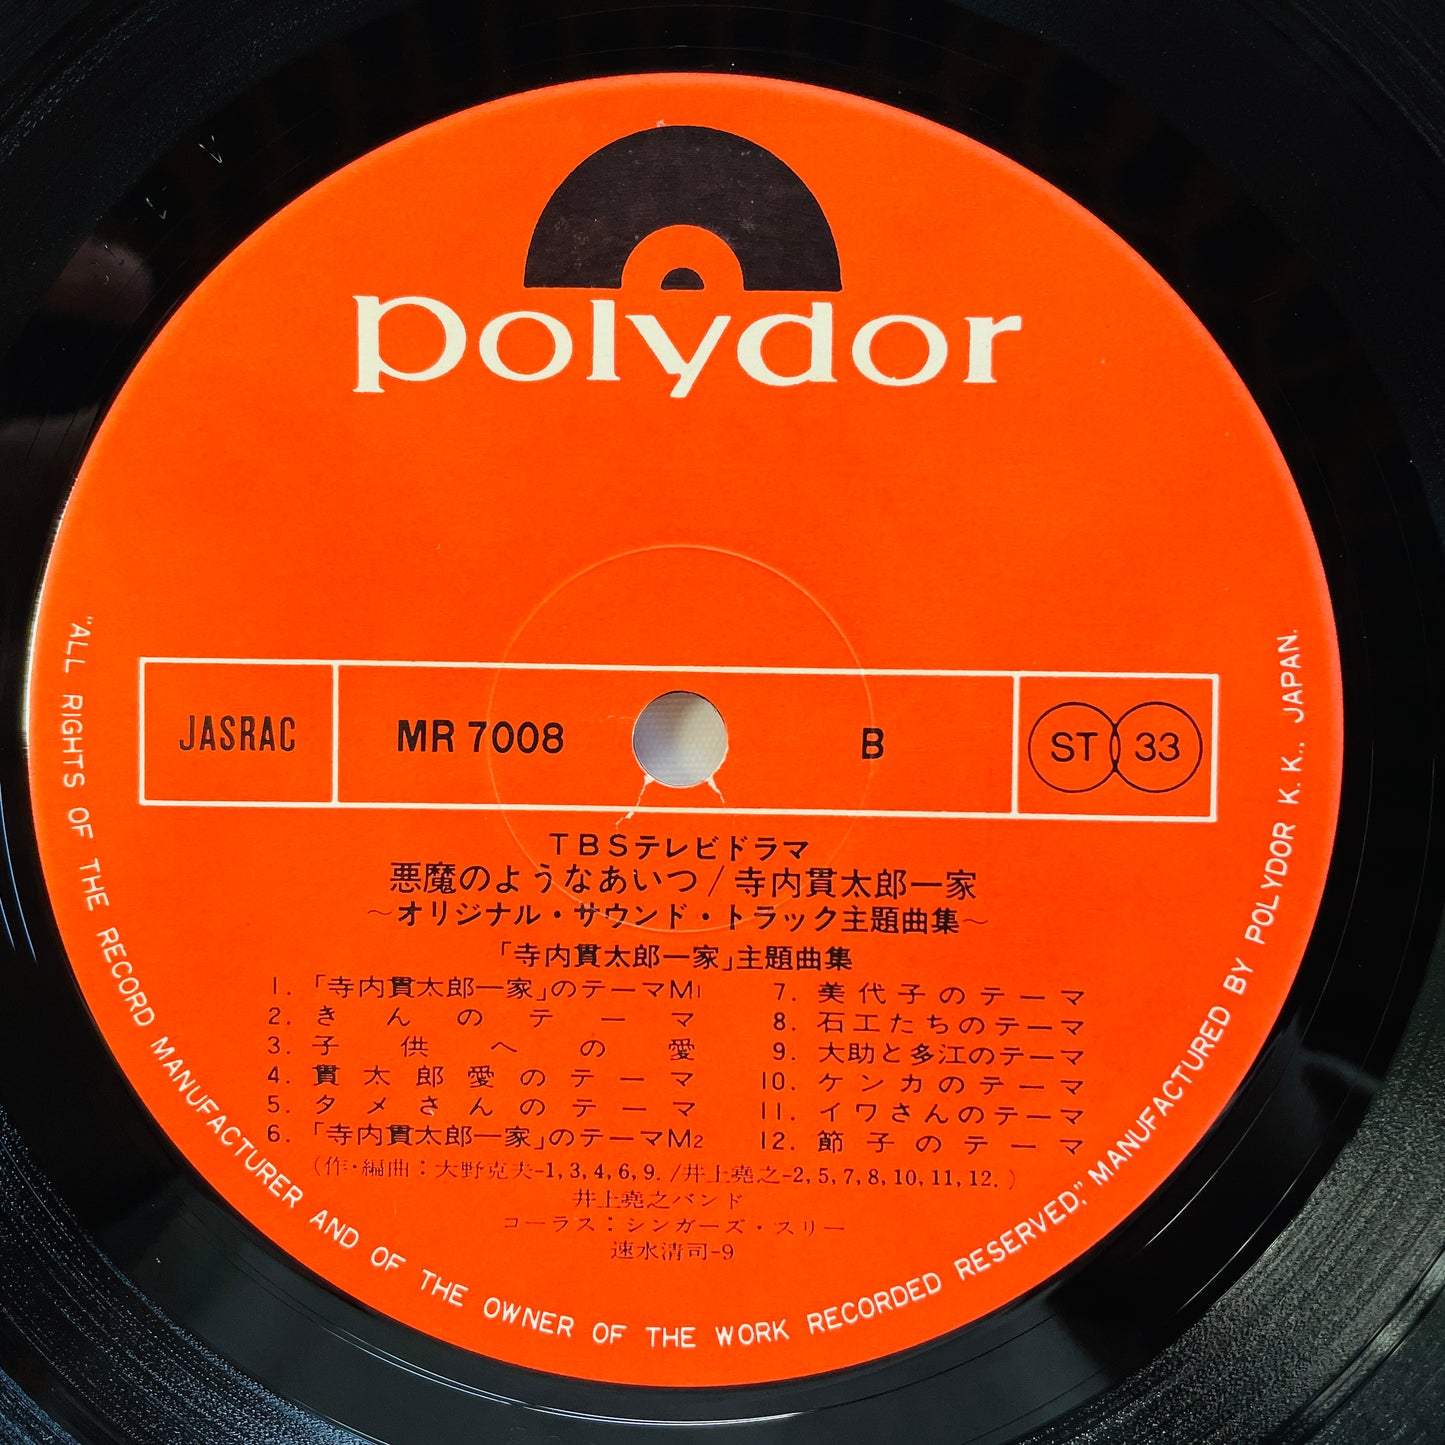 polydor
JASRAC
MR 7008
B
ST 33
TBSテレビドラマ
悪魔のようなあいつ/寺内貫太郎一家
～オリジナル・サウンド・トラック主題曲集～
「寺内貫太郎一家」主題曲集
1. 「寺内貫太郎一家」のテーマM1
2. きんのテーマ
3. 子供への愛
4. 貫太郎愛のテーマ
5. タメさんのテーマ
6. 「寺内貫太郎一家」のテーマM2
7. 美代子のテーマ
8. 石工たちのテーマ
9. 大助と多江のテーマ
10. ケンカのテーマ
11. イワさんのテーマ
12. 節子のテーマ
(作・編曲：大野克夫-1,3,4,6,9./井上堯之-2,5,7,8,10,11,12.)
井上堯之バンド
コーラス：シンガーズ・スリー
速水清司-9
"ALL RIGHTS OF THE RECORD MANUFACTURER AND OF THE OWNER OF THE WORK RECORDED RESERVED," MANUFACTURED BY POLYDOR K.K., JAPAN.